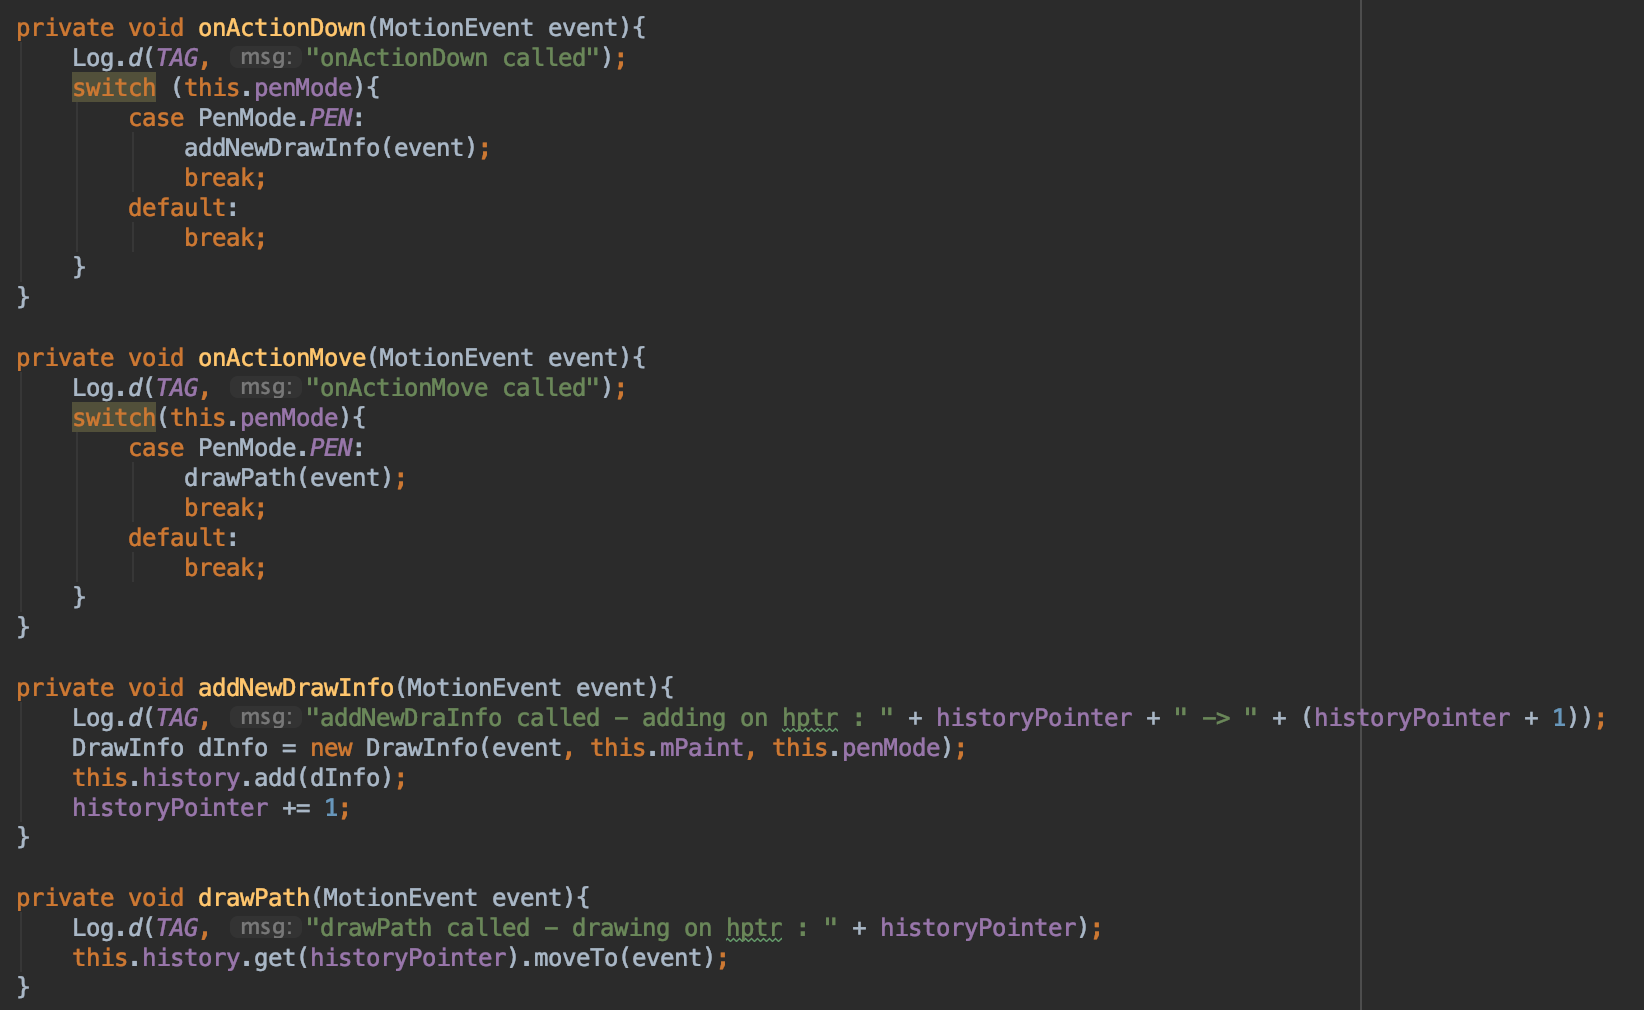 private void onActionDown(MotionEvent event){
    Log.d(TAG, msg: "onActionDown called");
    switch (this.penMode){
        case PenMode.PEN:
            addNewDrawInfo(event);
            break;
        default:
            break;
    }
}

private void onActionMove(MotionEvent event){
    Log.d(TAG, msg: "onActionMove called");
    switch(this.penMode){
        case PenMode.PEN:
            drawPath(event);
            break;
        default:
            break;
    }
}

private void addNewDrawInfo(MotionEvent event){
    Log.d(TAG, msg: "addNewDraInfo called – adding on hptr : " + historyPointer + " –> " + (historyPointer + 1));
    DrawInfo dInfo = new DrawInfo(event, this.mPaint, this.penMode);
    this.history.add(dInfo);
    historyPointer += 1;
}

private void drawPath(MotionEvent event){
    Log.d(TAG, msg: "drawPath called – drawing on hptr : " + historyPointer);
    this.history.get(historyPointer).moveTo(event);
}